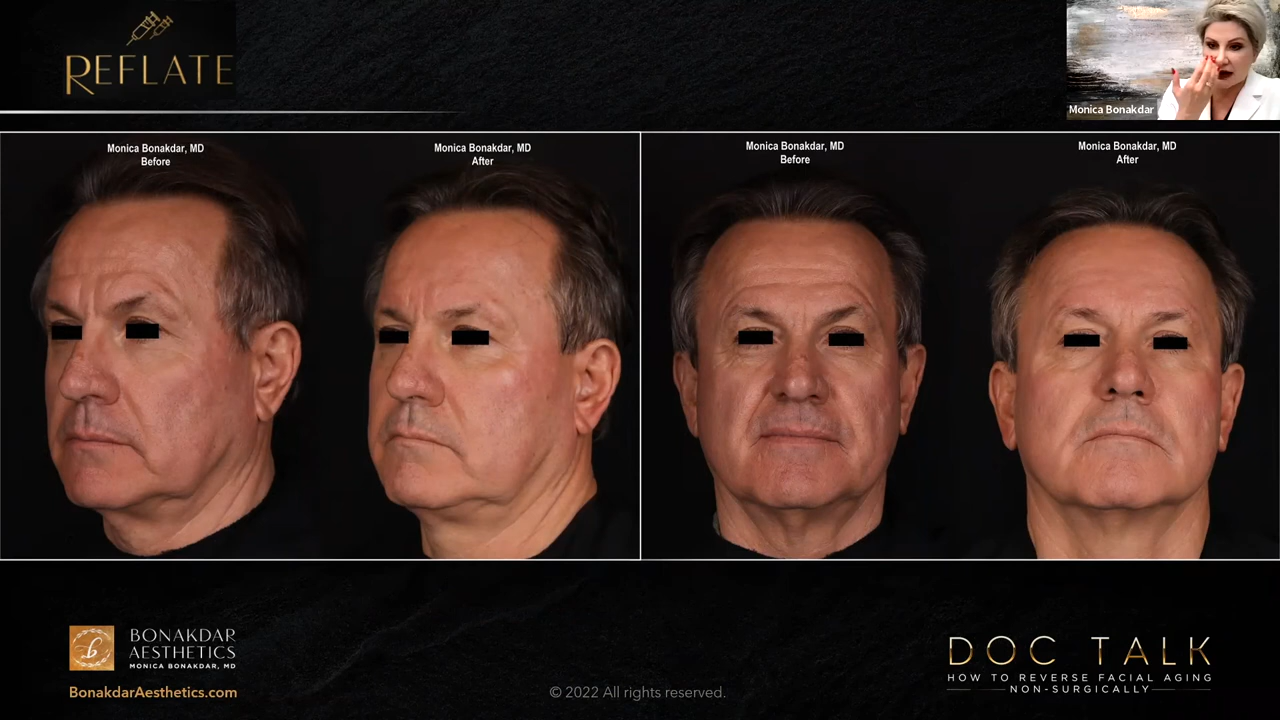 REFLATE
Monica Bonakdar
Monica Bonakdar, MD
Before
Monica Bonakdar, MD
After
Monica Bonakdar, MD
Before
Monica Bonakdar, MD
After
BONAKDAR
AESTHETICS
MONICA BONAKDAR, MD
BonakdarAesthetics.com
© 2022 All rights reserved.
DOC TALK
HOW TO REVERSE FACIAL AGING
NON-SURGICALLY